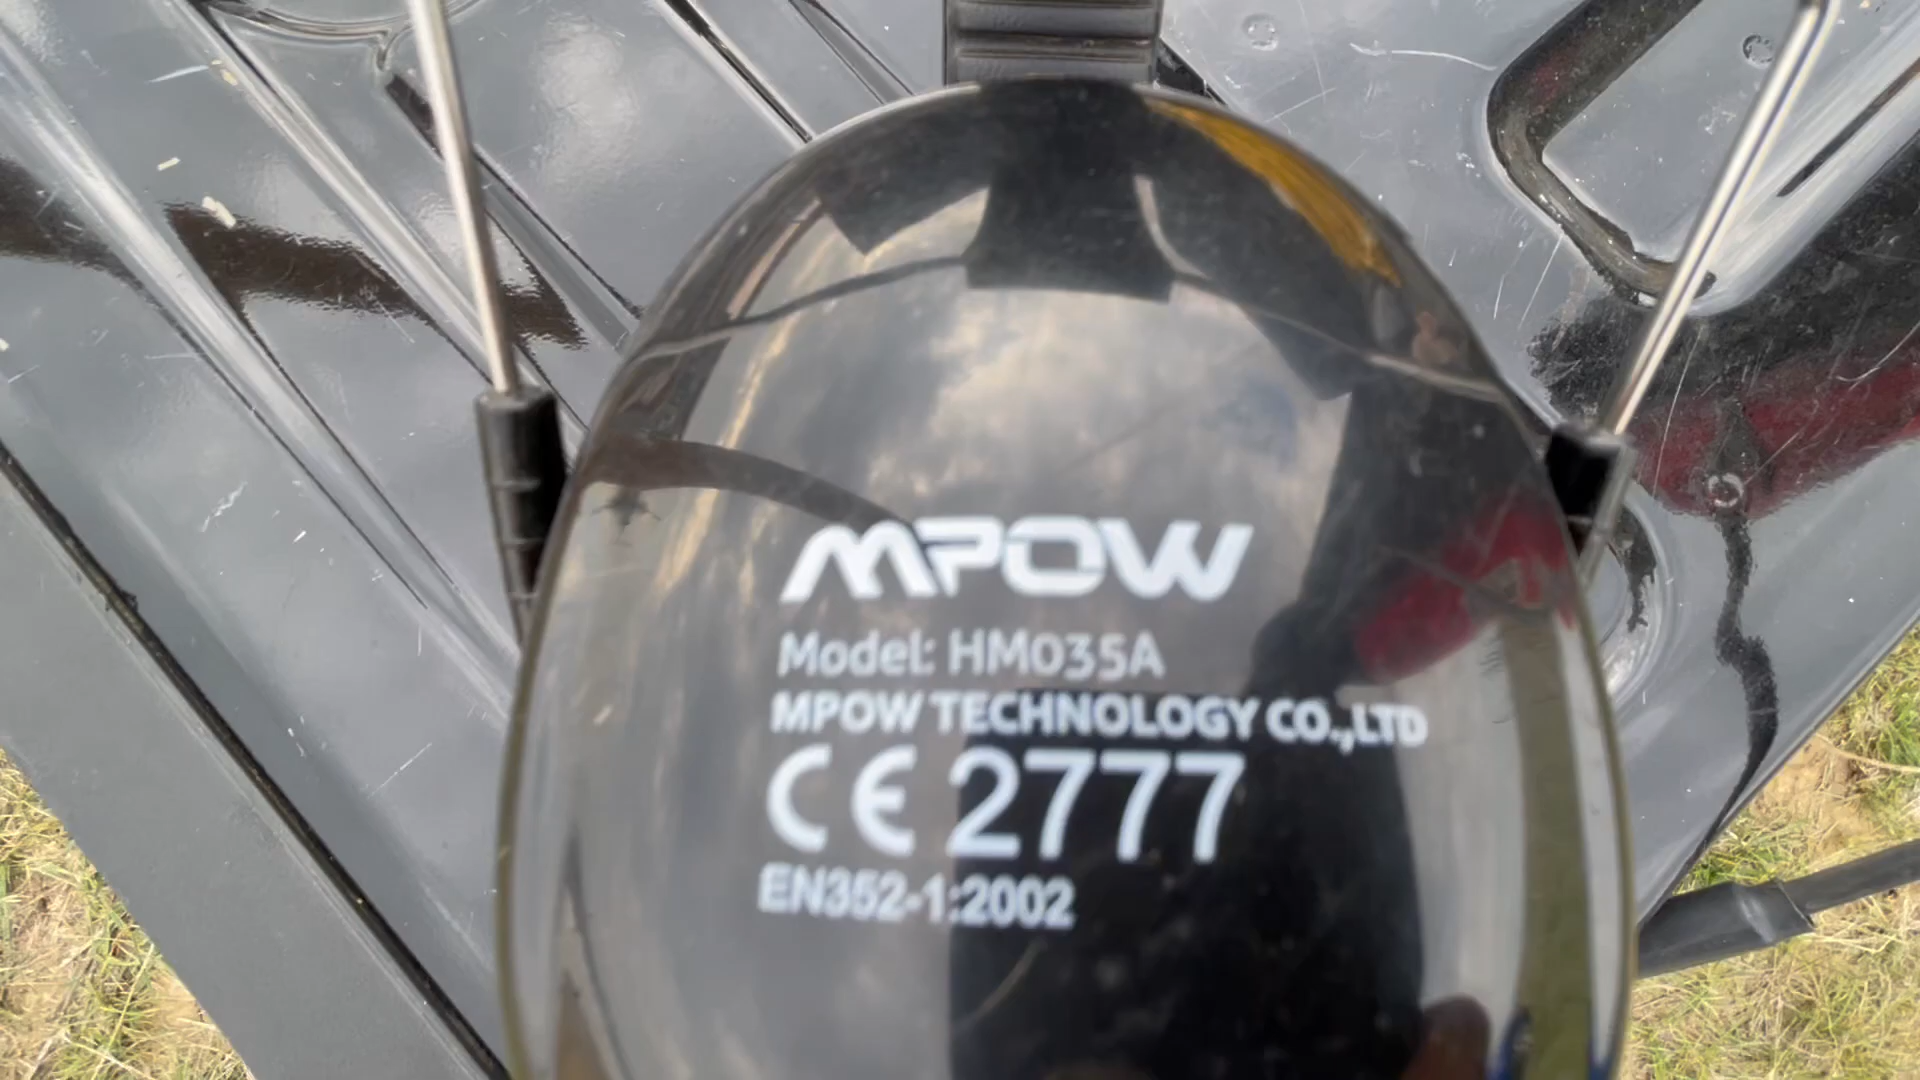 MPOW
Model: HM035A
MPOW TECHNOLOGY CO.,LTD
CE 2777
EN352-1:2002